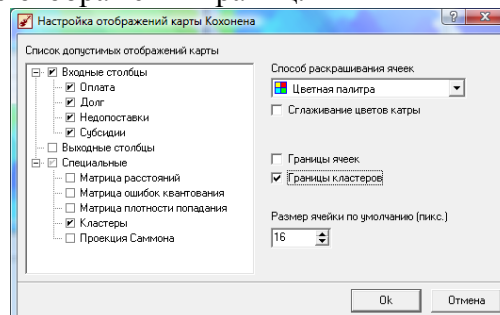 Настройка отображений карты Кохонена
Список допустимых отображений карты
Входные столбцы
Оплата
Долг
Недопоставки
Субсидии
Выходные столбцы
Специальные
Матрица расстояний
Матрица ошибок квантования
Матрица плотности попадания
Кластеры
Проекция Саммона
Способ раскрашивания ячеек
Цветная палитра
Сглаживание цветов катры
Границы ячеек
Границы кластеров
Размер ячейки по умолчанию (пикс.)
16
Ok
Отмена